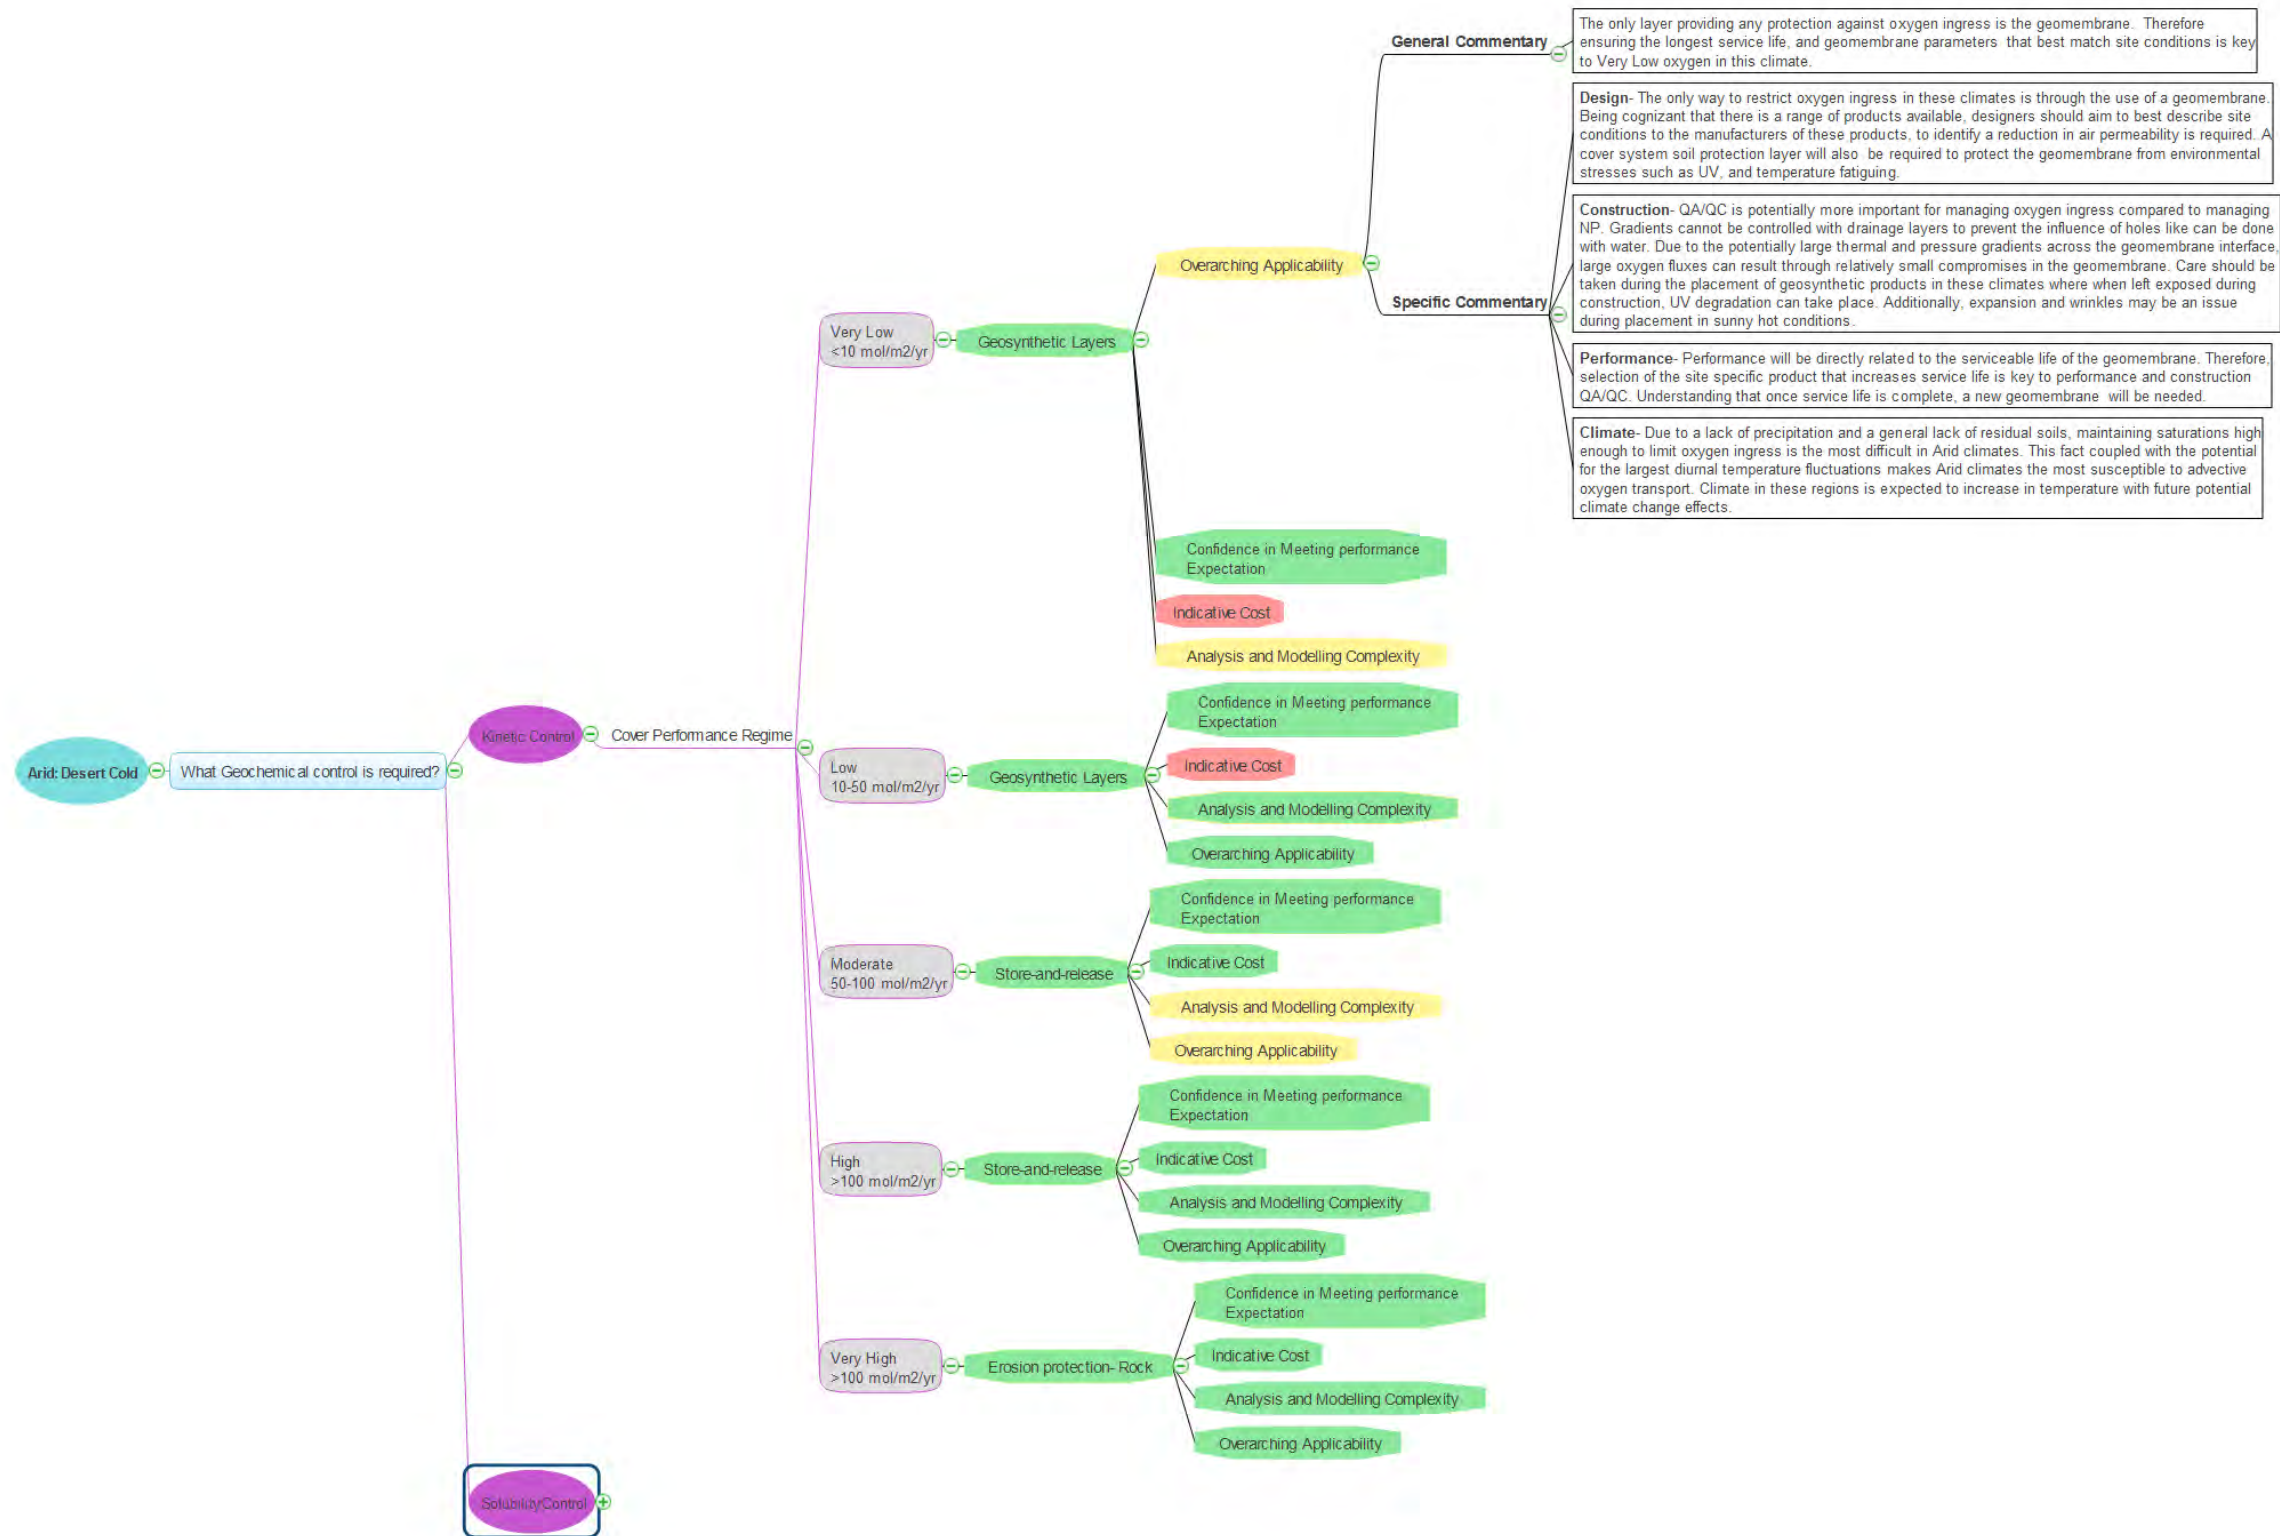 Arid: Desert Cold
What Geochemical control is required?
Kinetic Control
Cover Performance Regime
Very Low
<10 mol/m2/yr
Geosynthetic Layers
Overarching Applicability
General Commentary
The only layer providing any protection against oxygen ingress is the geomembrane.  Therefore
ensuring the longest service life, and geomembrane parameters  that best match site conditions is key
to Very Low oxygen in this climate.
Specific Commentary
Design- The only way to restrict oxygen ingress in these climates is through the use of a geomembrane.
Being cognizant that there is a range of products available, designers should aim to best describe site
conditions to the manufacturers of these products, to identify a reduction in air permeability is required. A
cover system soil protection layer will also  be required to protect the geomembrane from environmental
stresses such as UV, and temperature fatiguing.
Construction- QA/QC is potentially more important for managing oxygen ingress compared to managing
NP. Gradients cannot be controlled with drainage layers to prevent the influence of holes like can be done
with water. Due to the potentially large thermal and pressure gradients across the geomembrane interface,
large oxygen fluxes can result through relatively small compromises in the geomembrane. Care should be
taken during the placement of geosynthetic products in these climates where when left exposed during
construction, UV degradation can take place. Additionally, expansion and wrinkles may be an issue
during placement in sunny hot conditions.
Performance- Performance will be directly related to the serviceable life of the geomembrane. Therefore,
selection of the site specific product that increases service life is key to performance and construction
QA/QC. Understanding that once service life is complete, a new geomembrane  will be needed.
Climate- Due to a lack of precipitation and a general lack of residual soils, maintaining saturations high
enough to limit oxygen ingress is the most difficult in Arid climates. This fact coupled with the potential
for the largest diurnal temperature fluctuations makes Arid climates the most susceptible to advective
oxygen transport. Climate in these regions is expected to increase in temperature with future potential
climate change effects.
Confidence in Meeting performance
Expectation
Indicative Cost
Analysis and Modelling Complexity
Low
10-50 mol/m2/yr
Geosynthetic Layers
Confidence in Meeting performance
Expectation
Indicative Cost
Analysis and Modelling Complexity
Overarching Applicability
Moderate
50-100 mol/m2/yr
Store-and-release
Confidence in Meeting performance
Expectation
Indicative Cost
Analysis and Modelling Complexity
Overarching Applicability
High
>100 mol/m2/yr
Store-and-release
Confidence in Meeting performance
Expectation
Indicative Cost
Analysis and Modelling Complexity
Overarching Applicability
Very High
>100 mol/m2/yr
Erosion protection- Rock
Confidence in Meeting performance
Expectation
Indicative Cost
Analysis and Modelling Complexity
Overarching Applicability
Solubility Control